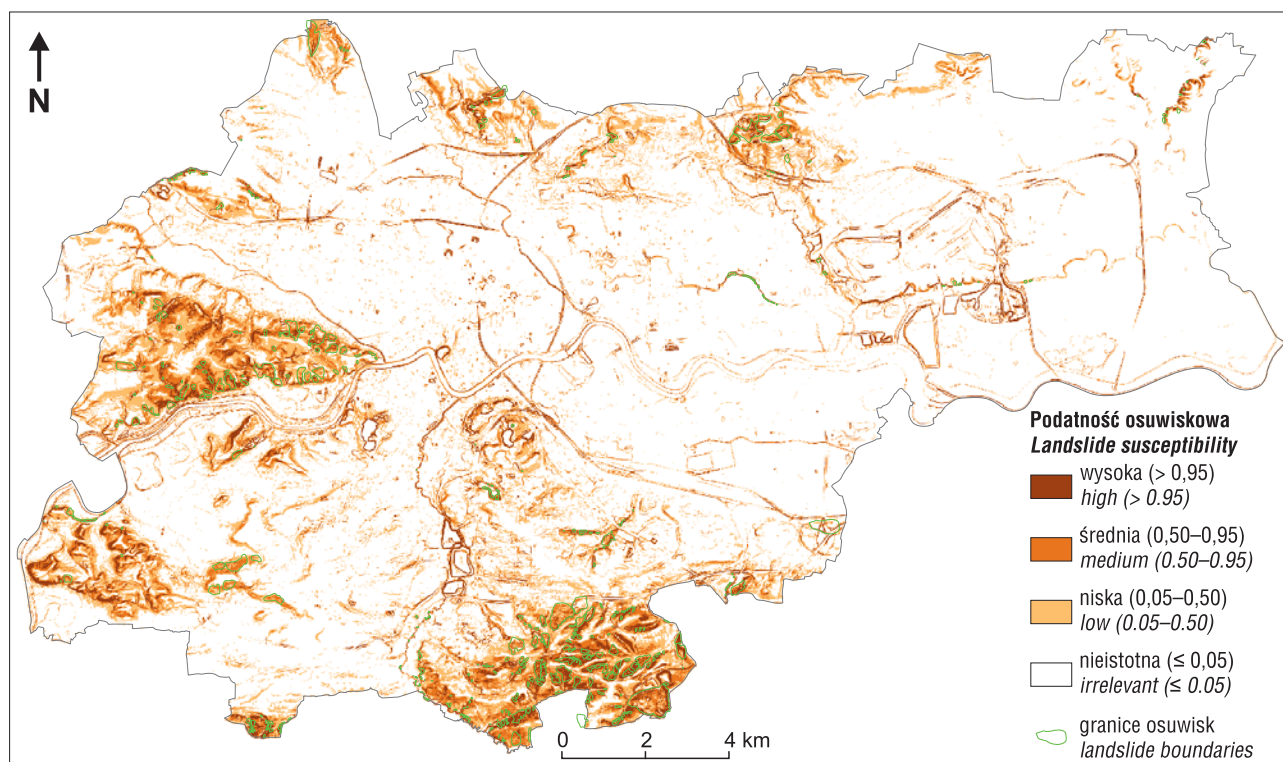 N
Podatność osuwiskowa
Landslide susceptibility
wysoka (> 0,95)
high (> 0.95)
średnia (0,50–0,95)
medium (0.50–0.95)
niska (0,05–0,50)
low (0.05–0.50)
nieistotna (≤ 0,05)
irrelevant (≤ 0.05)
granice osuwisk
landslide boundaries
0 2 4 km